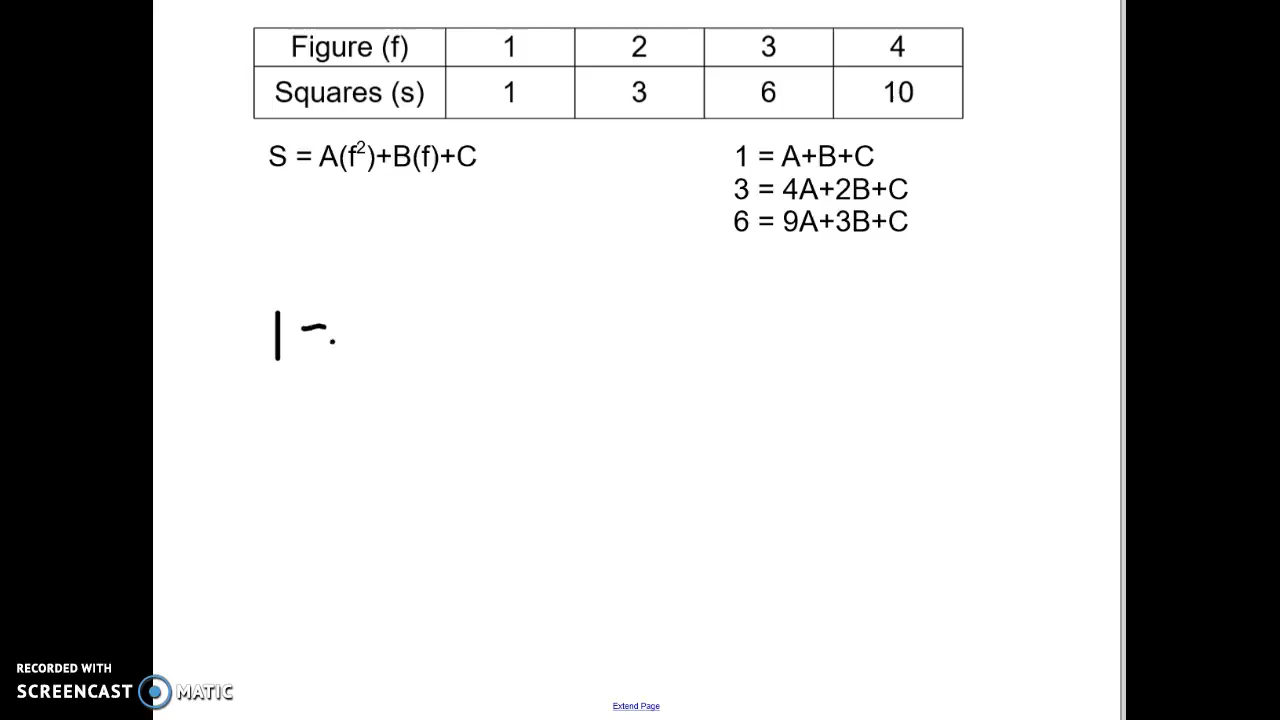 Figure (f) 1 2 3 4
Squares (s) 1 3 6 10
S = A(f²)+B(f)+C
1 = A+B+C
3 = 4A+2B+C
6 = 9A+3B+C
1
RECORDED WITH
SCREENCAST MATIC
Extend Page